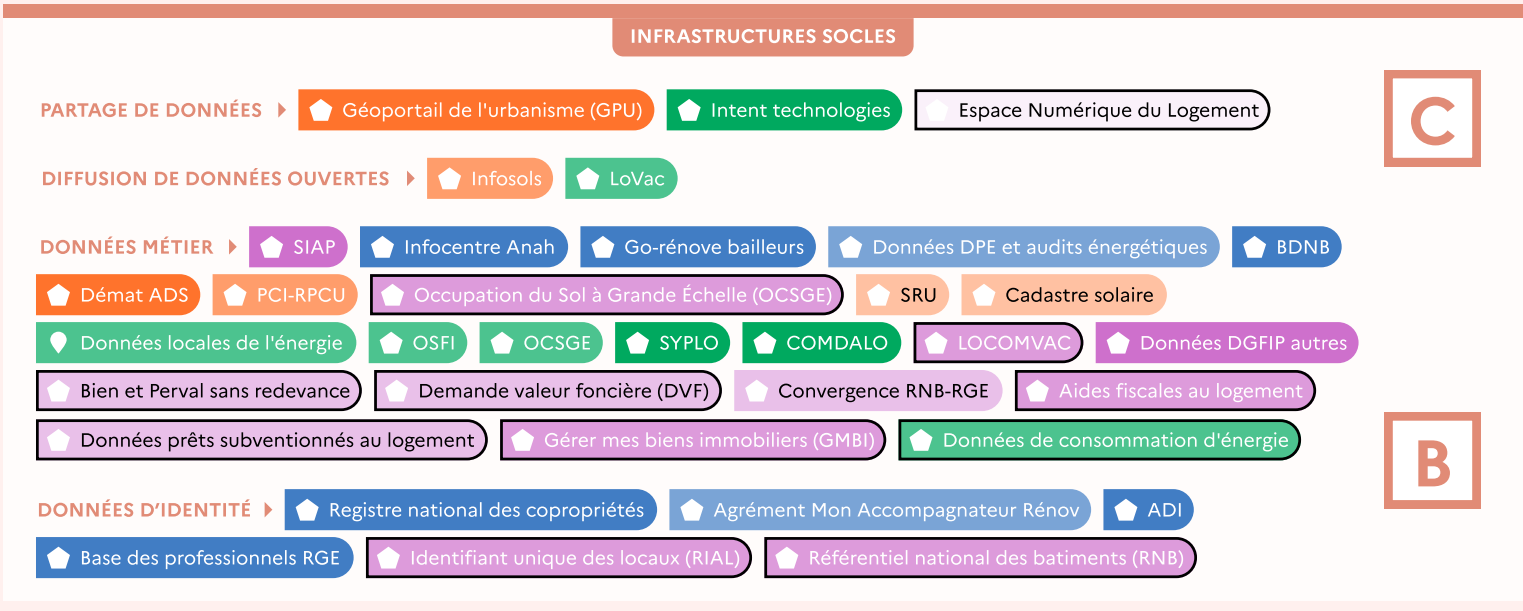 INFRASTRUCTURES SOCLES
PARTAGE DE DONNÉES Géoportail de l'urbanisme (GPU) Intent technologies Espace Numérique du Logement
C
DIFFUSION DE DONNÉES OUVERTES Infosols LoVac
DONNÉES MÉTIER SIAP Infocentre Anah Go-rénove bailleurs Données DPE et audits énergétiques BDNB
Démat ADS PCI-RPCU Occupation du Sol à Grande Échelle (OCSGE) SRU Cadastre solaire
Données locales de l'énergie OSFI OCSGE SYPLO COMDALO LOCOMVAC Données DGFIP autres
Bien et Perval sans redevance Demande valeur foncière (DVF) Convergence RNB-RGE Aides fiscales au logement
Données prêts subventionnés au logement Gérer mes biens immobiliers (GMBI) Données de consommation d'énergie
B
DONNÉES D'IDENTITÉ Registre national des copropriétés Agrément Mon Accompagnateur Rénov ADI
Base des professionnels RGE Identifiant unique des locaux (RIAL) Référentiel national des batiments (RNB)